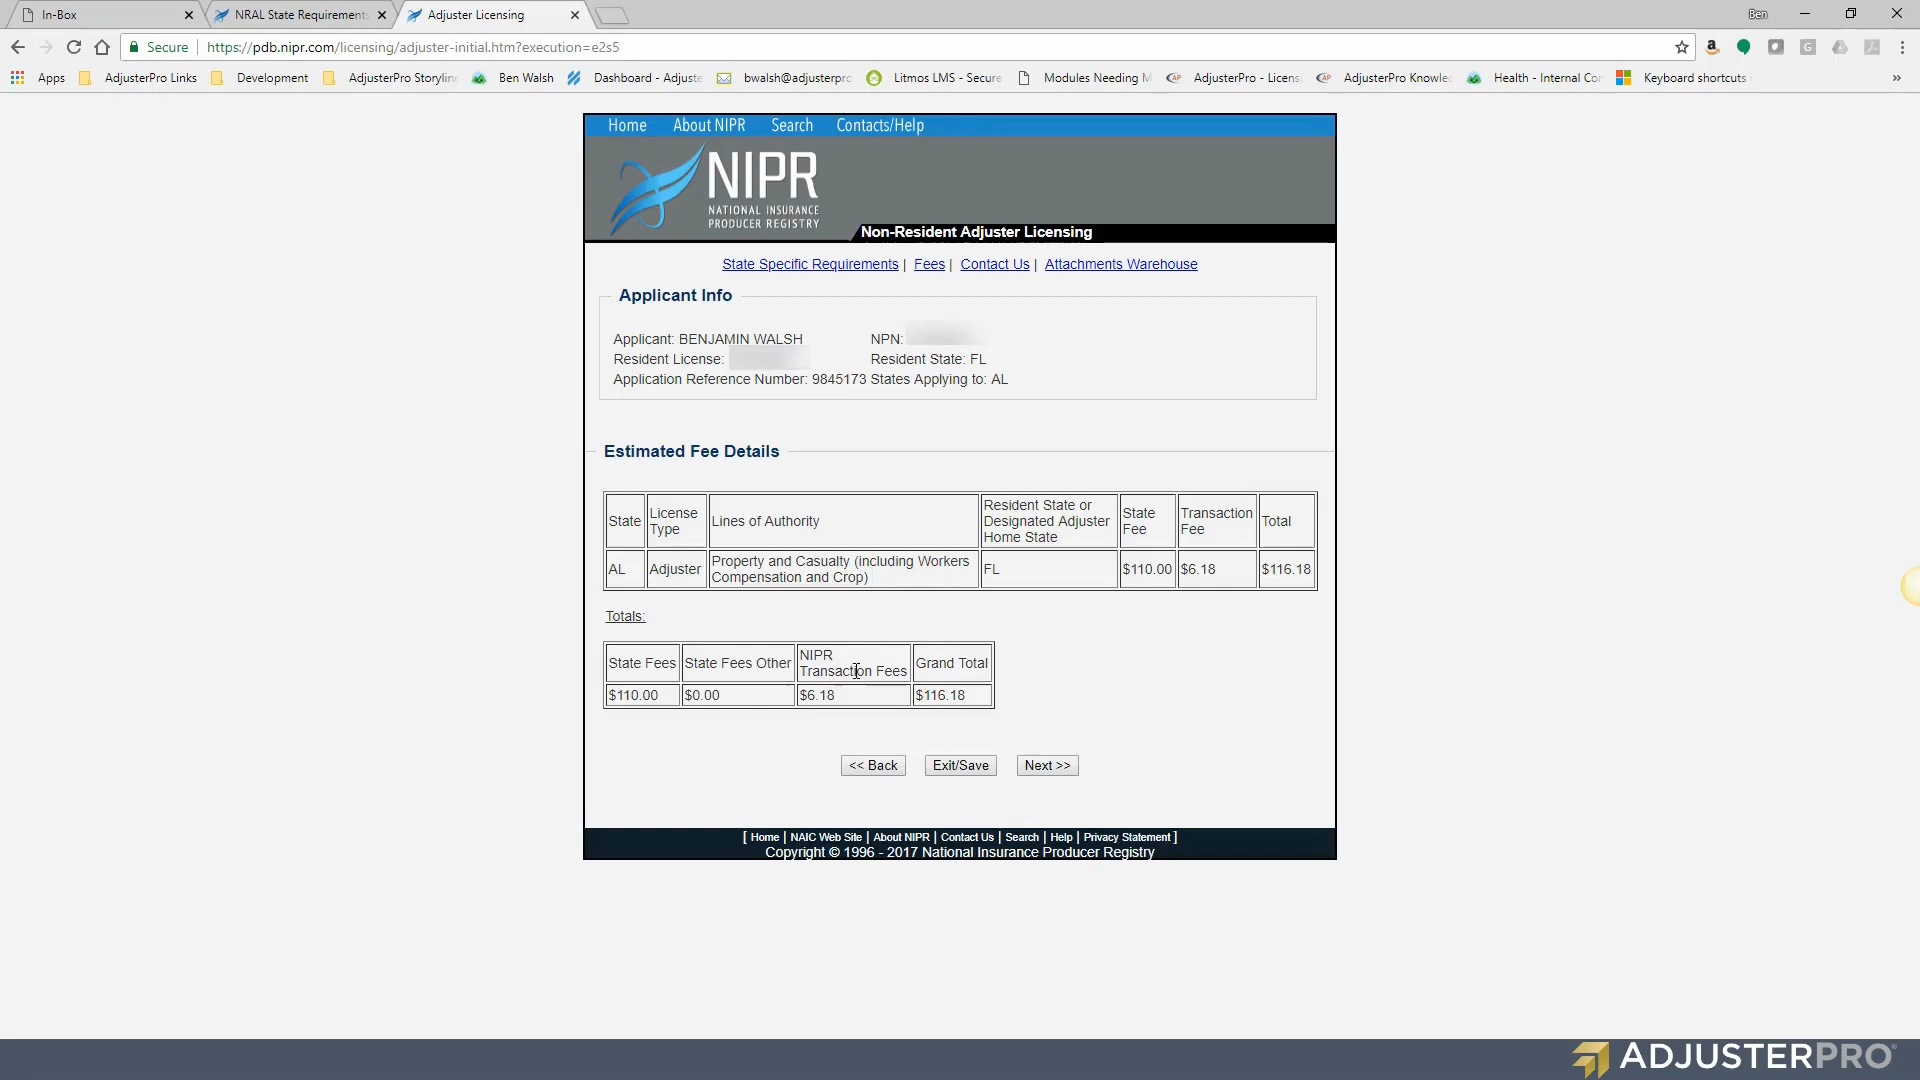 In-Box
NRAL State Requirements
Adjuster Licensing
Ben
Secure
https://pdb.nipr.com/licensing/adjuster-initial.htm?execution=e2s5
Apps
AdjusterPro Links
Development
AdjusterPro Storylin
Ben Walsh
Dashboard - Adjuste
bwalsh@adjusterpro
Litmos LMS - Secure
Modules Needing M
AdjusterPro - Licens
AdjusterPro Knowle
Health - Internal Cor
Keyboard shortcuts
»
Home About NIPR Search Contacts/Help
NIPR
NATIONAL INSURANCE
PRODUCER REGISTRY
Non-Resident Adjuster Licensing
State Specific Requirements | Fees | Contact Us | Attachments Warehouse
Applicant Info
Applicant: BENJAMIN WALSH NPN:
Resident License: Resident State: FL
Application Reference Number: 9845173 States Applying to: AL
Estimated Fee Details
State
License
Type
Lines of Authority
Resident State or
Designated Adjuster
Home State
State
Fee
Transaction
Fee
Total
AL
Adjuster
Property and Casualty (including Workers
Compensation and Crop)
FL
$110.00
$6.18
$116.18
Totals:
State Fees
State Fees Other
NIPR
Transaction Fees
Grand Total
$110.00
$0.00
$6.18
$116.18
<< Back
Exit/Save
Next >>
[ Home | NAIC Web Site | About NIPR | Contact Us | Search | Help | Privacy Statement ]
Copyright © 1996 - 2017 National Insurance Producer Registry
ADJUSTERPRO